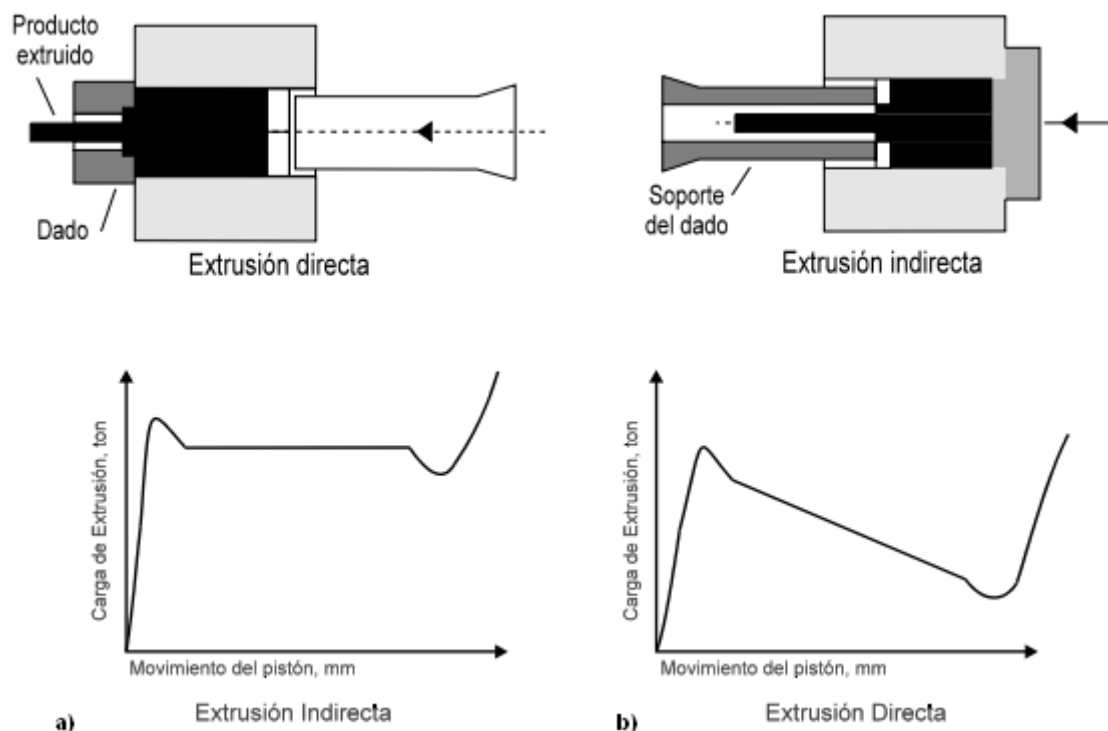 Producto
extruido
Dado
Extrusión directa
Soporte
del dado
Extrusión indirecta
Carga de Extrusión, ton
Movimiento del pistón, mm
a) Extrusión Indirecta
Carga de Extrusión, ton
Movimiento del pistón, mm
b) Extrusión Directa